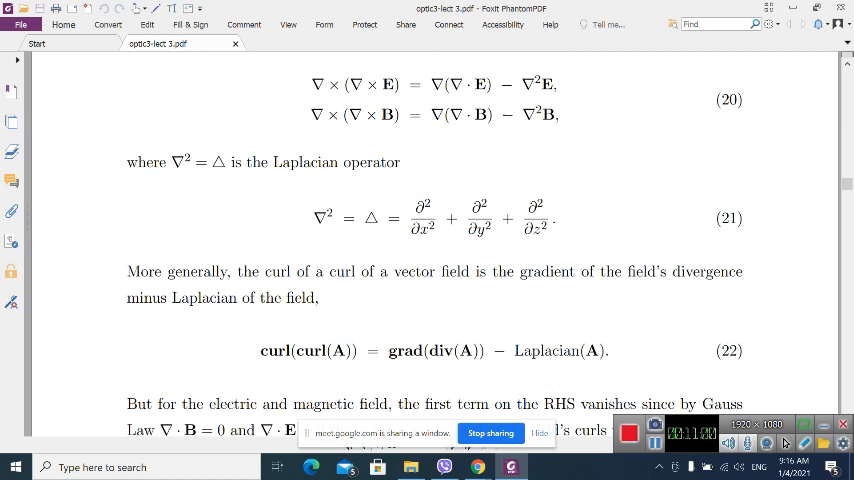 optic3-lect 3.pdf - Foxit PhantomPDF
File Home Convert Edit Fill & Sign Comment View Form Protect Share Connect Accessibility Help Tell me... Find
Start optic3-lect 3.pdf
∇ × (∇ × E) = ∇(∇ · E) − ∇²E,
∇ × (∇ × B) = ∇(∇ · B) − ∇²B,
(20)
where ∇² = △ is the Laplacian operator
∇² = △ = ∂²/∂x² + ∂²/∂y² + ∂²/∂z² . (21)
More generally, the curl of a curl of a vector field is the gradient of the field's divergence
minus Laplacian of the field,
curl(curl(A)) = grad(div(A)) − Laplacian(A). (22)
But for the electric and magnetic field, the first term on the RHS vanishes since by Gauss
Law ∇ · B = 0 and ∇ · E
meet.google.com is sharing a window. Stop sharing Hide
1920 × 1080
00:11:00
Type here to search
ENG
9:16 AM
1/4/2021